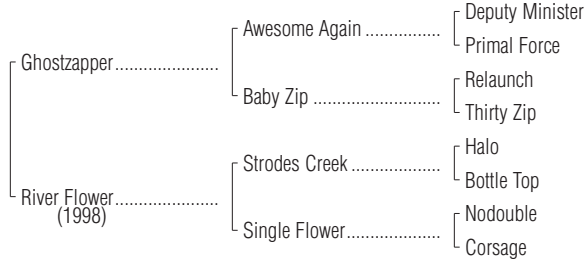 Deputy Minister
Awesome Again ..................
Primal Force
Ghostzapper......................
Relaunch
Baby Zip ..........................
Thirty Zip
Halo
Strodes Creek ...................
Bottle Top
River Flower......................
(1998)
Nodouble
Single Flower....................
Corsage